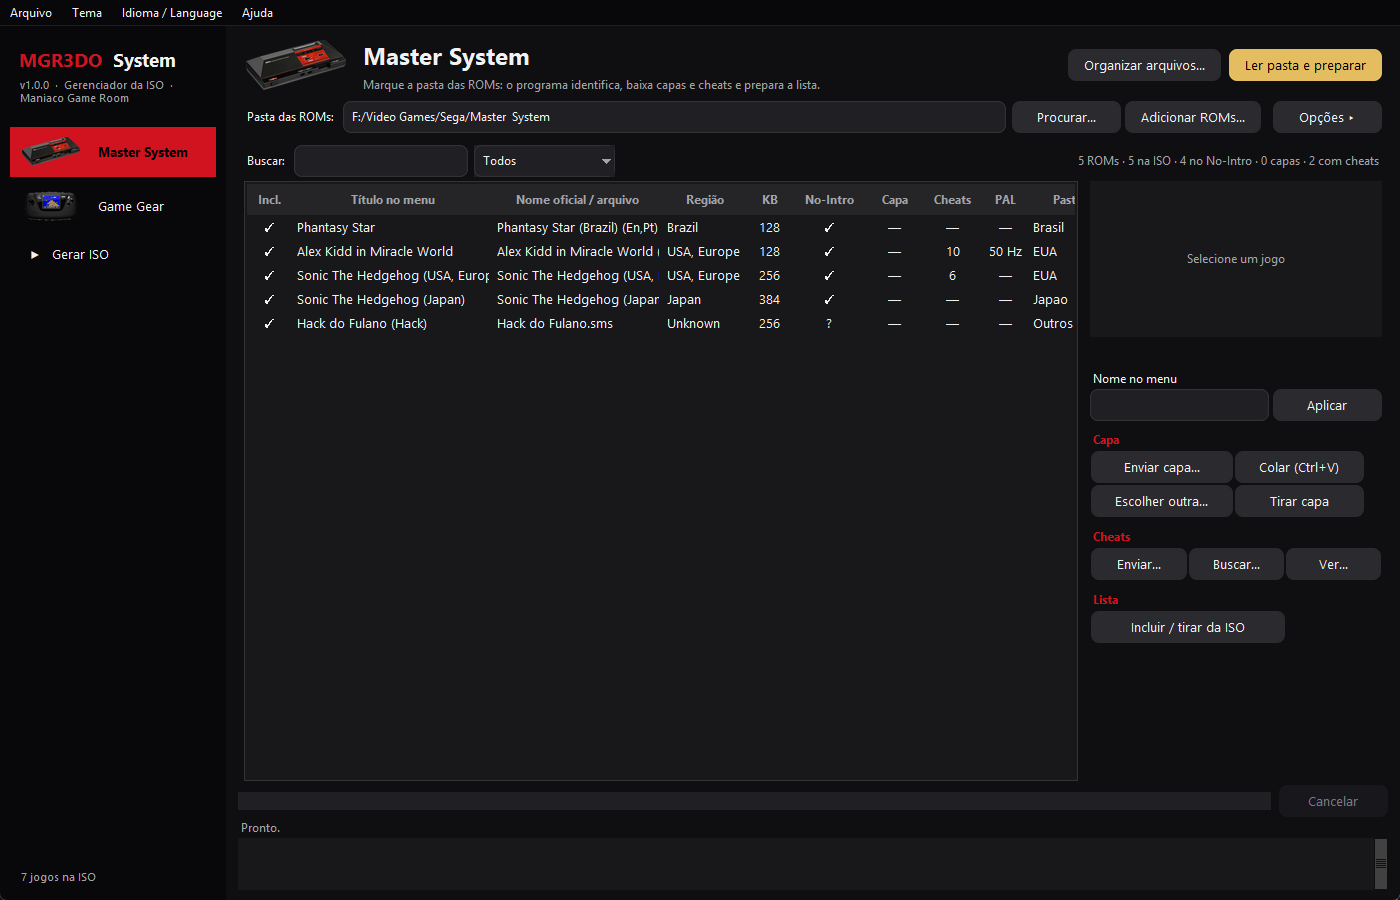 Arquivo Tema Idioma / Language Ajuda
MGR3DO System
v1.0.0 · Gerenciador da ISO ·
Maniaco Game Room
Master System
Game Gear
▶ Gerar ISO
7 jogos na ISO
Master System
Marque a pasta das ROMs: o programa identifica, baixa capas e cheats e prepara a lista.
Organizar arquivos... Ler pasta e preparar
Pasta das ROMs: F:/Video Games/Sega/Master System Procurar... Adicionar ROMs... Opções ▸
Buscar: Todos 5 ROMs · 5 na ISO · 4 no No-Intro · 0 capas · 2 com cheats
Incl. Título no menu Nome oficial / arquivo Região KB No-Intro Capa Cheats PAL Past
✓ Phantasy Star Phantasy Star (Brazil) (En,Pt) Brazil 128 ✓ — — — Brasil
✓ Alex Kidd in Miracle World Alex Kidd in Miracle World ( USA, Europe 128 ✓ — 10 50 Hz EUA
✓ Sonic The Hedgehog (USA, Europ Sonic The Hedgehog (USA, USA, Europe 256 ✓ — 6 — EUA
✓ Sonic The Hedgehog (Japan) Sonic The Hedgehog (Japar Japan 384 ✓ — — — Japao
✓ Hack do Fulano (Hack) Hack do Fulano.sms Unknown 256 ? — — — Outros
Selecione um jogo
Nome no menu
Aplicar
Capa
Enviar capa... Colar (Ctrl+V)
Escolher outra... Tirar capa
Cheats
Enviar... Buscar... Ver...
Lista
Incluir / tirar da ISO
Cancelar
Pronto.